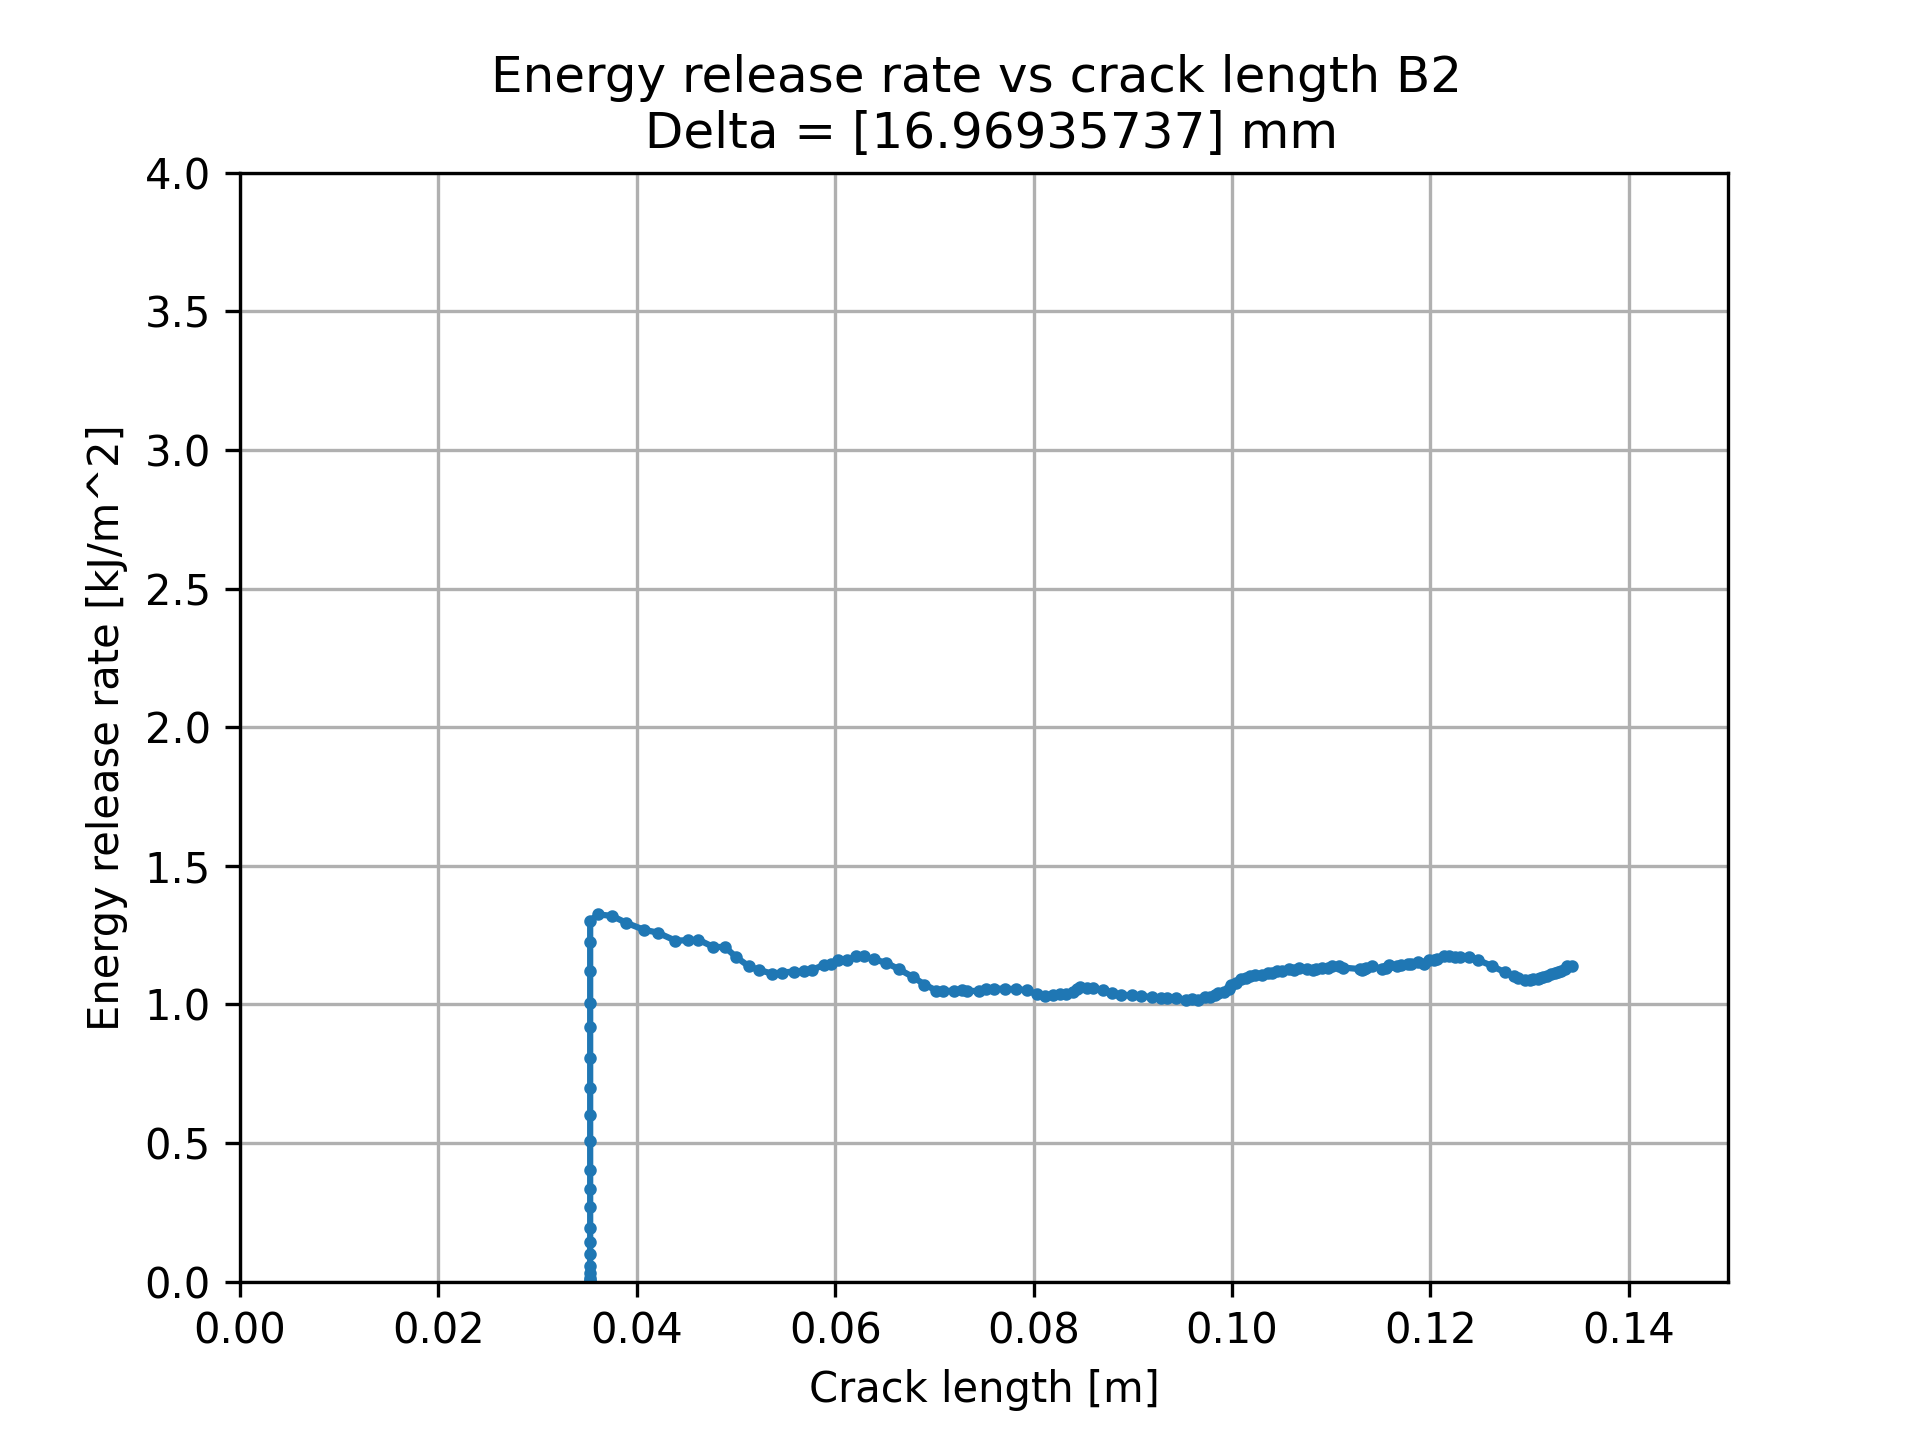 Energy release rate vs crack length B2
Delta = [16.96935737] mm
4.0
3.5
3.0
2.5
2.0
1.5
1.0
0.5
0.0
Energy release rate [kJ/m^2]
0.00 0.02 0.04 0.06 0.08 0.10 0.12 0.14
Crack length [m]